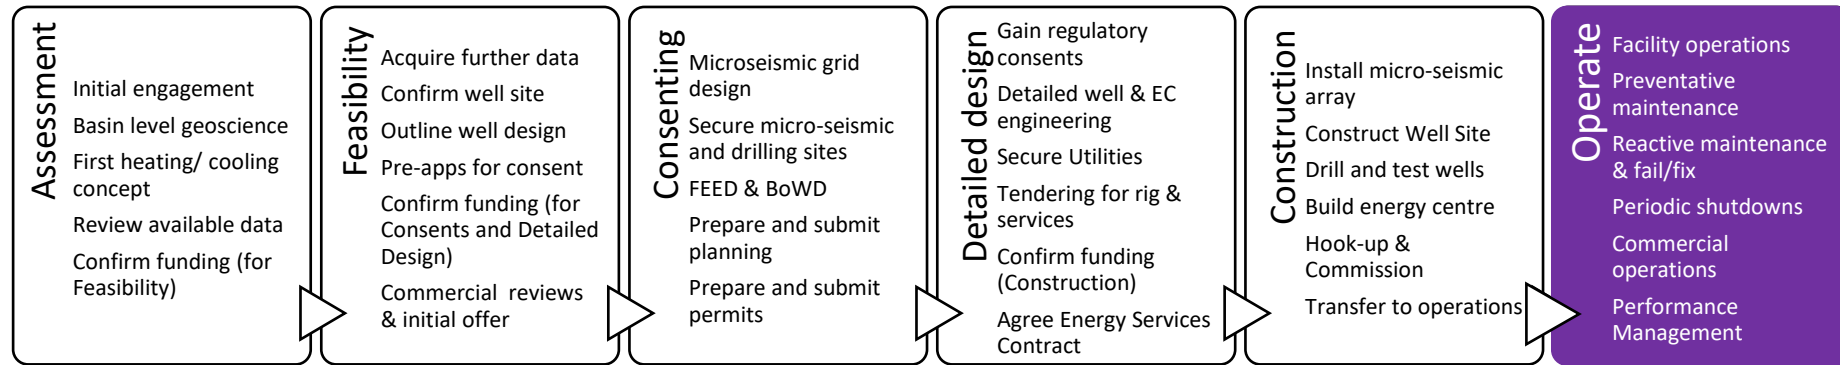 Assessment
Initial engagement
Basin level geoscience
First heating/ cooling
concept
Review available data
Confirm funding (for
Feasibility)
Feasibility
Acquire further data
Confirm well site
Outline well design
Pre-apps for consent
Confirm funding (for
Consents and Detailed
Design)
Commercial reviews
& initial offer
Consenting
Microseismic grid
design
Secure micro-seismic
and drilling sites
FEED & BoWD
Prepare and submit
planning
Prepare and submit
permits
Detailed design
Gain regulatory
consents
Detailed well & EC
engineering
Secure Utilities
Tendering for rig &
services
Confirm funding
(Construction)
Agree Energy Services
Contract
Construction
Install micro-seismic
array
Construct Well Site
Drill and test wells
Build energy centre
Hook-up &
Commission
Transfer to operations
Operate
Facility operations
Preventative
maintenance
Reactive maintenance
& fail/fix
Periodic shutdowns
Commercial
operations
Performance
Management